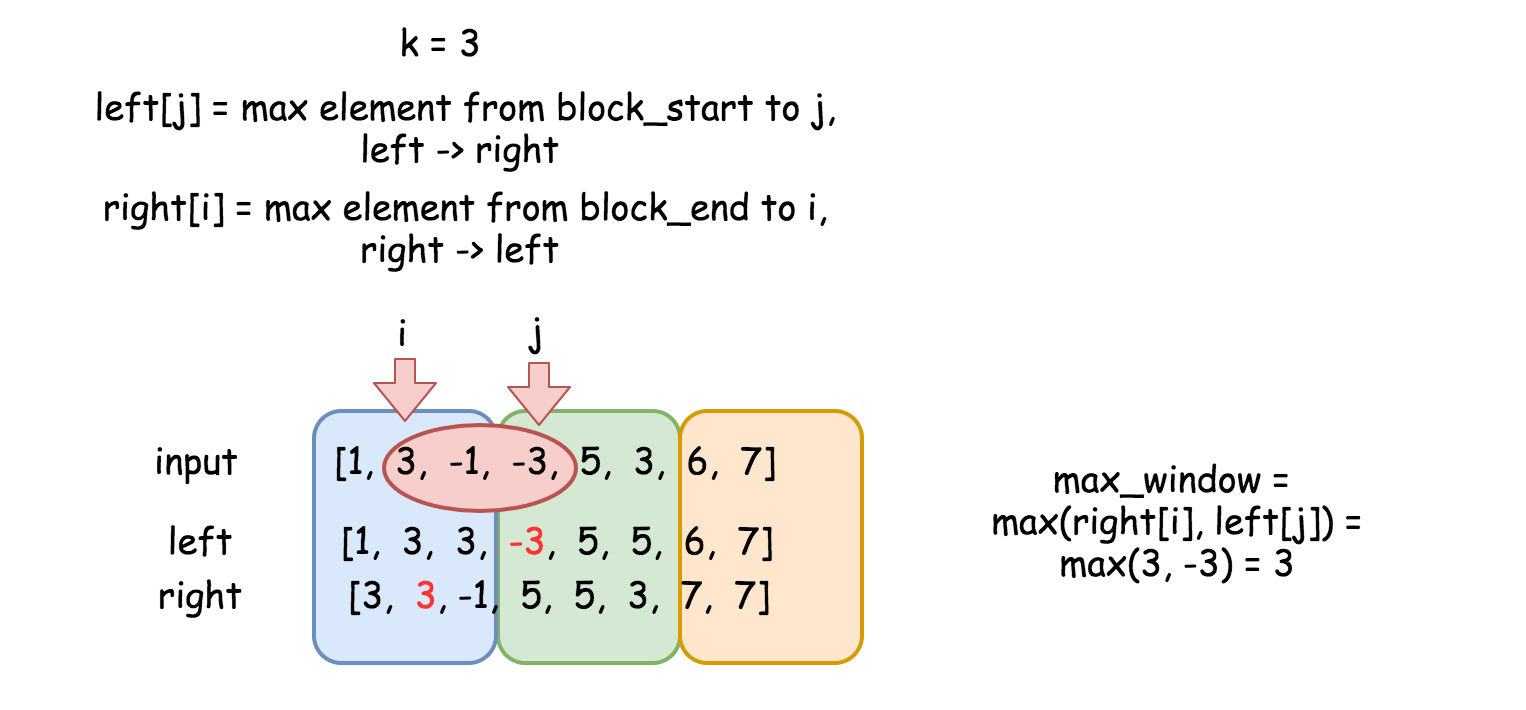 k = 3
left[j] = max element from block_start to j,
left -> right
right[i] = max element from block_end to i,
right -> left
i
j
input [1, 3, -1, -3, 5, 3, 6, 7]
left [1, 3, 3, -3, 5, 5, 6, 7]
right [3, 3, -1, 5, 5, 3, 7, 7]
max_window =
max(right[i], left[j]) =
max(3, -3) = 3